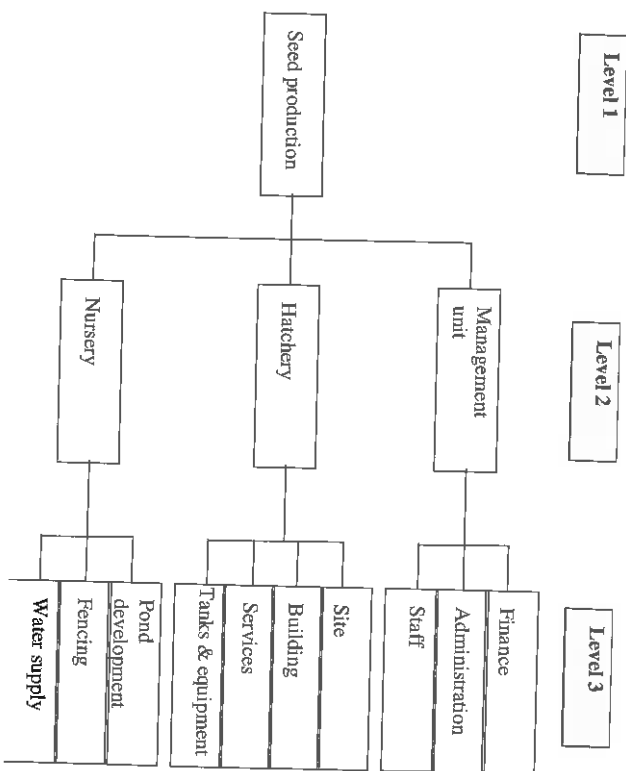 Level 1
Level 2
Level 3
Seed production
Management
unit
Finance
Administration
Staff
Hatchery
Site
Building
Services
Tanks & equipment
Nursery
Pond
development
Fencing
Water supply